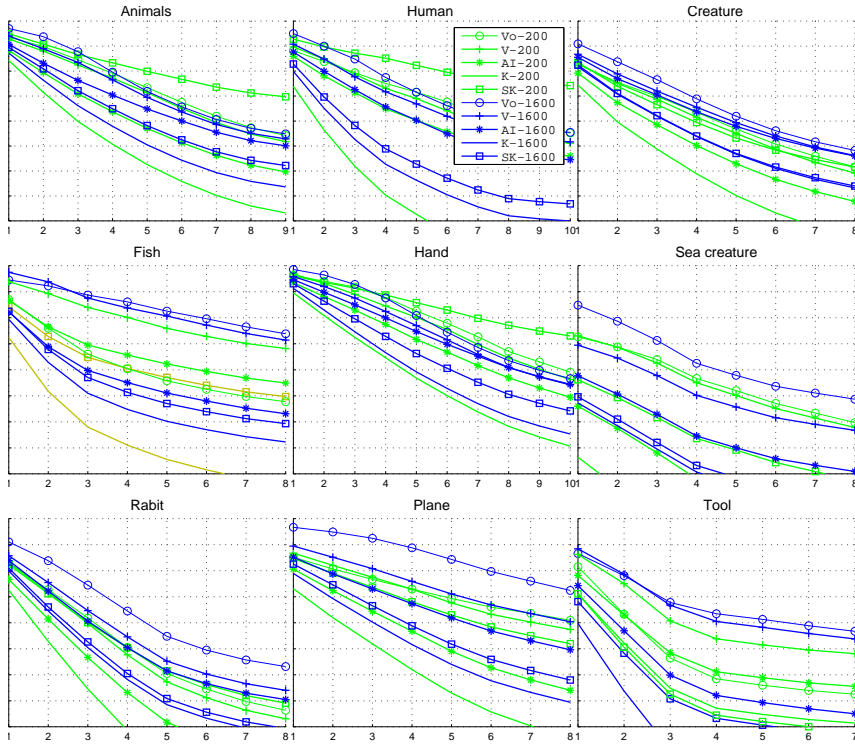 Animals
Human
Creature
Vo-200
V-200
AI-200
K-200
SK-200
Vo-1600
V-1600
AI-1600
K-1600
SK-1600
1 2 3 4 5 6 7 8 9
1 2 3 4 5 6 7 8 9 10
1 2 3 4 5 6 7 8
Fish
Hand
Sea creature
1 2 3 4 5 6 7 8
1 2 3 4 5 6 7 8 9 10
1 2 3 4 5 6 7 8
Rabit
Plane
Tool
1 2 3 4 5 6 7 8
1 2 3 4 5 6 7 8
1 2 3 4 5 6 7